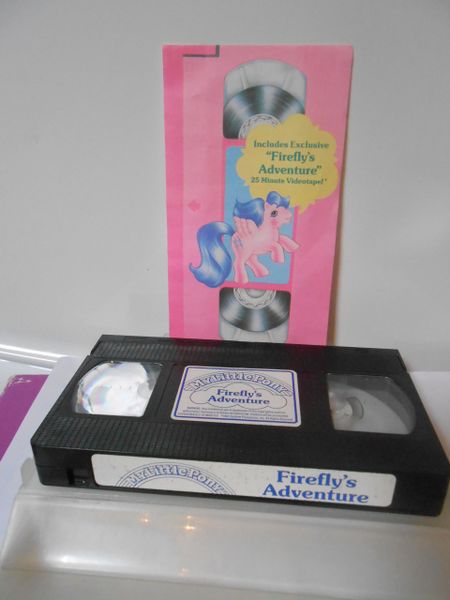 Includes Exclusive
"Firefly's
Adventure"
25 Minute Videotape!*
My Little Pony
Firefly's
Adventure
My Little Pony
Firefly's
Adventure